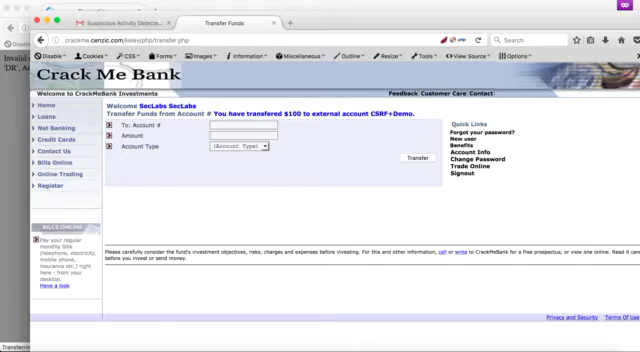 Suspicious Activity Detecte...
Transfer Funds
crackme.cenzic.com/kelev/php/transfer.php
Search
Disable Cookies CSS Forms Images Information Miscellaneous Outline Resize Tools View Source Options
Disable
Invalid
'DR', A
Crack Me Bank
Welcome to CrackMeBank Investments
Feedback Customer Care Contact
Home
Loans
Net Banking
Credit Cards
Contact Us
Bills Online
Online Trading
Register
Welcome SecLabs SecLabs
Transfer Funds from Account # You have transfered $100 to external account CSRF+Demo.
To: Account #
Amount
Account Type
(Account Type)
Transfer
Quick Links
Forgot your password?
New user
Benefits
Account Info
Change Password
Trade Online
Signout
BILLS ONLINE
Pay your regular
monthly bills
(telephone, electricity,
mobile phone,
insurance etc.) right
here - from your
desktop.
Have a look
Please carefully consider the fund's investment objectives, risks, charges and expenses before investing. For this and other information, call or write to CrackMeBank for a free prospectus, or view one online. Read it care
before you invest or send money.
Privacy and Security
Terms Of Use
Transferrin